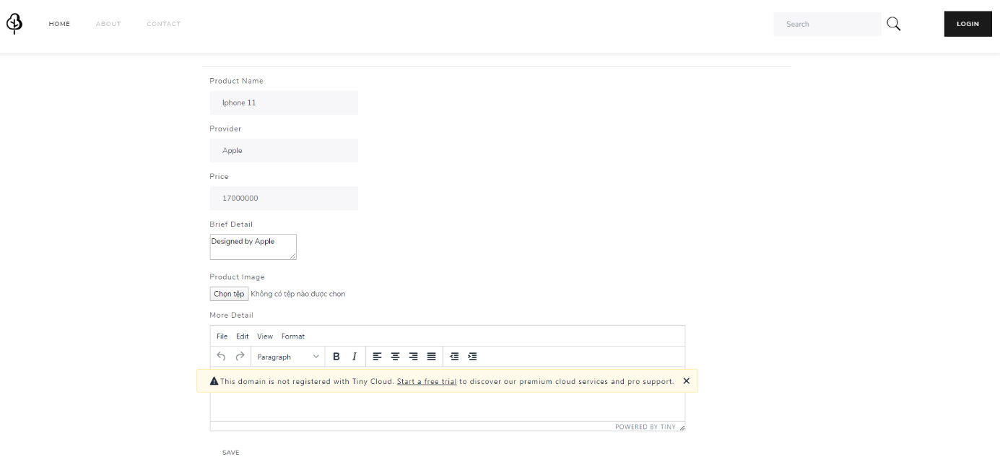 HOME ABOUT CONTACT Search LOGIN
Product Name
Iphone 11
Provider
Apple
Price
17000000
Brief Detail
Designed by Apple
Product Image
Chọn tệp Không có tệp nào được chọn
More Detail
File Edit View Format
Paragraph B I
This domain is not registered with Tiny Cloud. Start a free trial to discover our premium cloud services and pro support.
POWERED BY TINY
SAVE